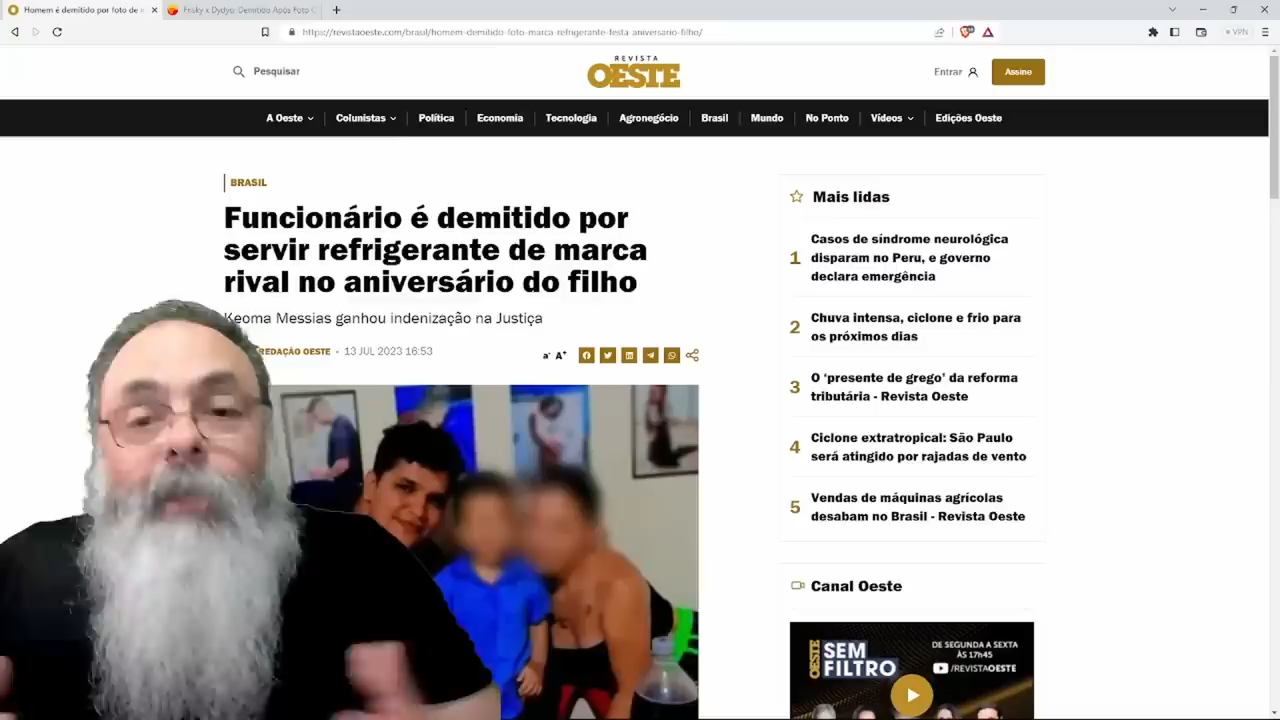 Homem é demitido por foto de r
Frisky x Dydyo: Demitido Após Foto C
https://revistaoeste.com/brasil/homem-demitido-foto-marca-refrigerante-festa-aniversario-filho/
VPN
Pesquisar
REVISTA
OESTE
Entrar
Assine
A Oeste
Colunistas
Política
Economia
Tecnologia
Agronegócio
Brasil
Mundo
No Ponto
Vídeos
Edições Oeste
BRASIL
Funcionário é demitido por
servir refrigerante de marca
rival no aniversário do filho
Keoma Messias ganhou indenização na Justiça
REDAÇÃO OESTE • 13 JUL 2023 16:53
a- A+
Mais lidas
1 Casos de síndrome neurológica
disparam no Peru, e governo
declara emergência
2 Chuva intensa, ciclone e frio para
os próximos dias
3 O ‘presente de grego’ da reforma
tributária - Revista Oeste
4 Ciclone extratropical: São Paulo
será atingido por rajadas de vento
5 Vendas de máquinas agrícolas
desabam no Brasil - Revista Oeste
Canal Oeste
OESTE
SEM
FILTRO
DE SEGUNDA A SEXTA
ÀS 17h45
/REVISTAOESTE